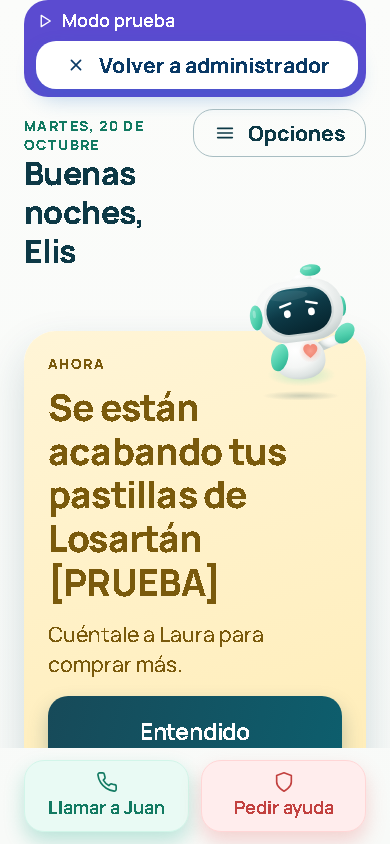 Modo prueba
Volver a administrador
MARTES, 20 DE
OCTUBRE
Opciones
Buenas
noches,
Elis
AHORA
Se están
acabando tus
pastillas de
Losartán
[PRUEBA]
Cuéntale a Laura para
comprar más.
Entendido
Llamar a Juan
Pedir ayuda